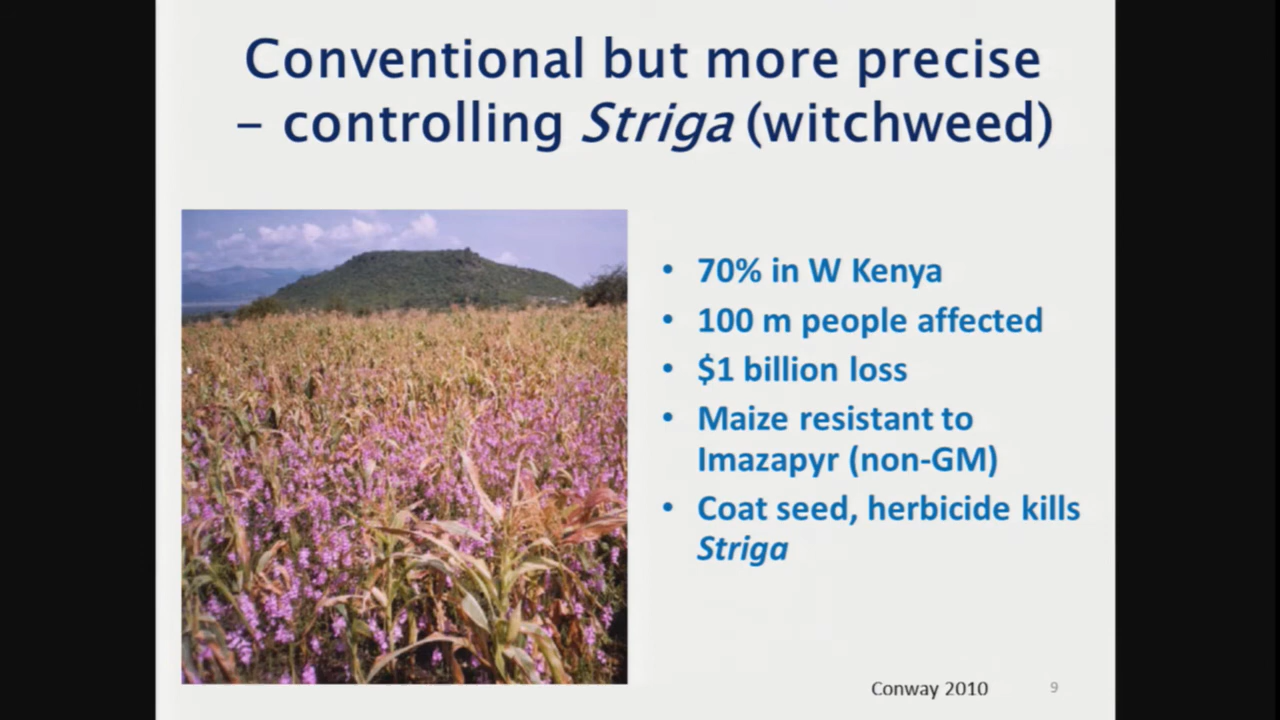 Conventional but more precise
– controlling Striga (witchweed)
• 70% in W Kenya
• 100 m people affected
• $1 billion loss
• Maize resistant to
Imazapyr (non-GM)
• Coat seed, herbicide kills
Striga
Conway 2010
9